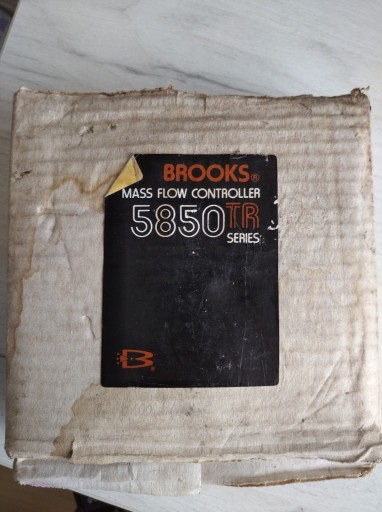 BROOKS®
MASS FLOW CONTROLLER
5850TR
SERIES
B®